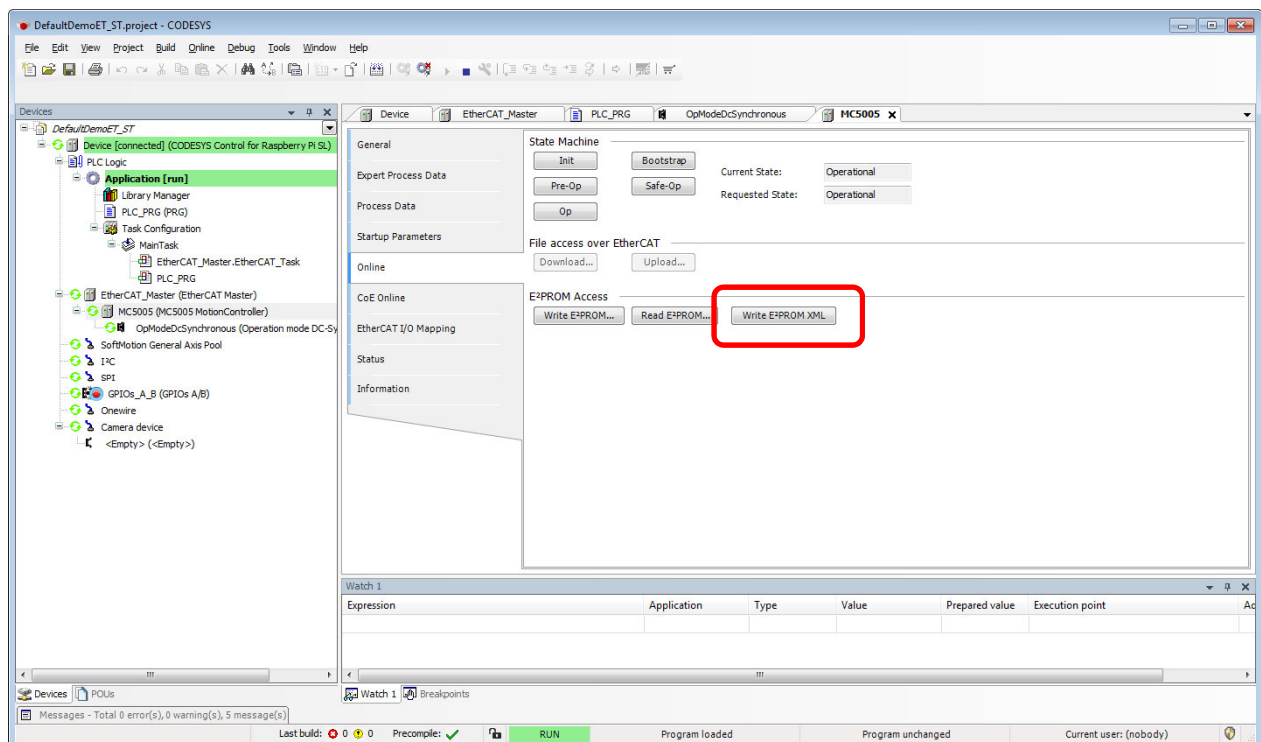 DefaultDemoET_ST.project - CODESYS
File Edit View Project Build Online Debug Tools Window Help
Devices
DefaultDemoET_ST
Device [connected] (CODESYS Control for Raspberry Pi SL)
PLC Logic
Application [run]
Library Manager
PLC_PRG (PRG)
Task Configuration
MainTask
EtherCAT_Master.EtherCAT_Task
PLC_PRG
EtherCAT_Master (EtherCAT Master)
MC5005 (MC5005 MotionController)
OpModeDcSynchronous (Operation mode DC-Sy
SoftMotion General Axis Pool
I²C
SPI
GPIOs_A_B (GPIOs A/B)
Onewire
Camera device
<Empty> (<Empty>)
Devices POUs
Device EtherCAT_Master PLC_PRG OpModeDcSynchronous MC5005
General
Expert Process Data
Process Data
Startup Parameters
Online
CoE Online
EtherCAT I/O Mapping
Status
Information
State Machine
Init Bootstrap
Current State: Operational
Pre-Op Safe-Op
Requested State: Operational
Op
File access over EtherCAT
Download... Upload...
E²PROM Access
Write E²PROM... Read E²PROM... Write E²PROM XML
Watch 1
Expression Application Type Value Prepared value Execution point Ad
Watch 1 Breakpoints
Messages - Total 0 error(s), 0 warning(s), 5 message(s)
Last build: 0 0 Precompile: RUN Program loaded Program unchanged Current user: (nobody)